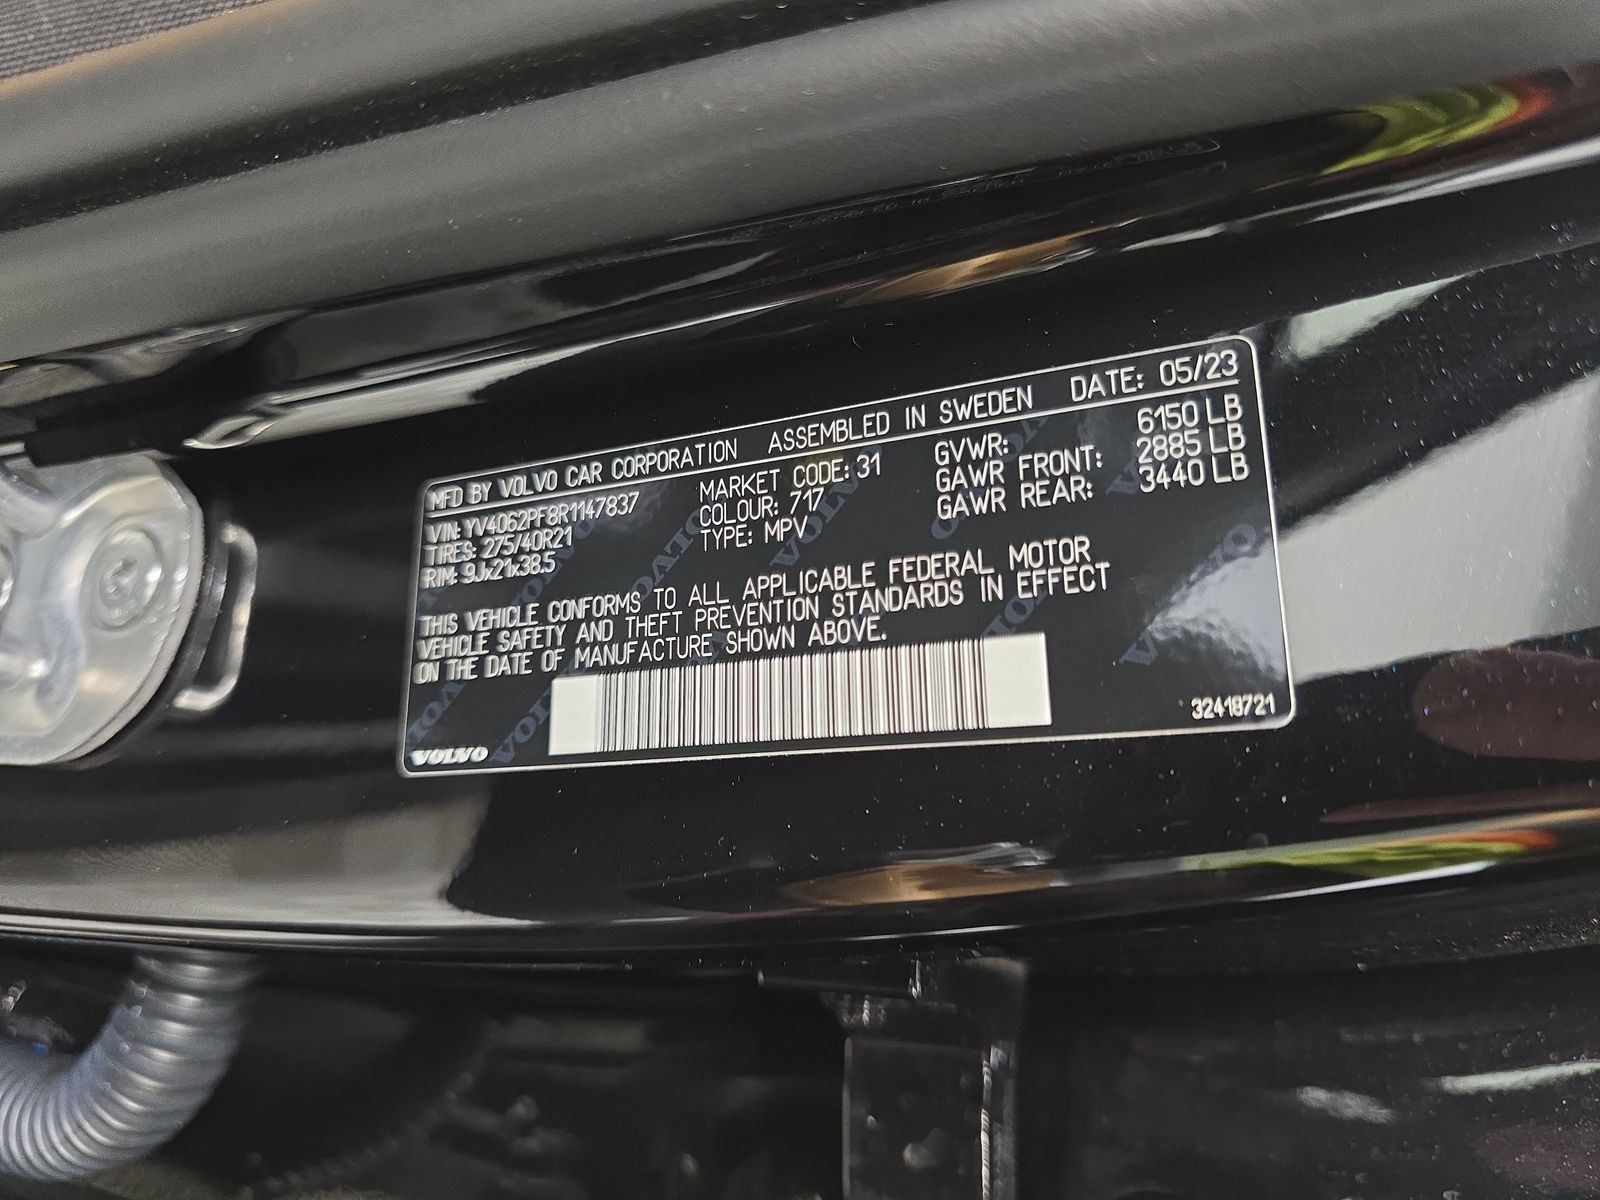 MFD BY VOLVO CAR CORPORATION ASSEMBLED IN SWEDEN DATE: 05/23
VIN: YV4062PF8R1147837 MARKET CODE: 31 GVWR: 6150 LB
TIRES: 275/40R21 COLOUR: 717 GAWR FRONT: 2885 LB
RIM: 9Jx21x38.5 TYPE: MPV GAWR REAR: 3440 LB
THIS VEHICLE CONFORMS TO ALL APPLICABLE FEDERAL MOTOR
VEHICLE SAFETY AND THEFT PREVENTION STANDARDS IN EFFECT
ON THE DATE OF MANUFACTURE SHOWN ABOVE.
32418721
VOLVO